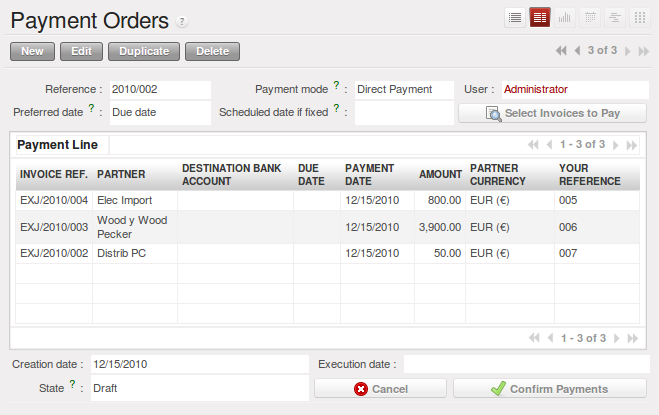 Payment Orders ?
New Edit Duplicate Delete 3 of 3
Reference : 2010/002 Payment mode ? : Direct Payment User : Administrator
Preferred date ? : Due date Scheduled date if fixed ? : Select Invoices to Pay
Payment Line 1 - 3 of 3
INVOICE REF. PARTNER DESTINATION BANK ACCOUNT DUE DATE PAYMENT DATE AMOUNT PARTNER CURRENCY YOUR REFERENCE
EXJ/2010/004 Elec Import 12/15/2010 800.00 EUR (€) 005
EXJ/2010/003 Wood y Wood Pecker 12/15/2010 3,900.00 EUR (€) 006
EXJ/2010/002 Distrib PC 12/15/2010 50.00 EUR (€) 007
1 - 3 of 3
Creation date : 12/15/2010 Execution date :
State ? : Draft Cancel Confirm Payments